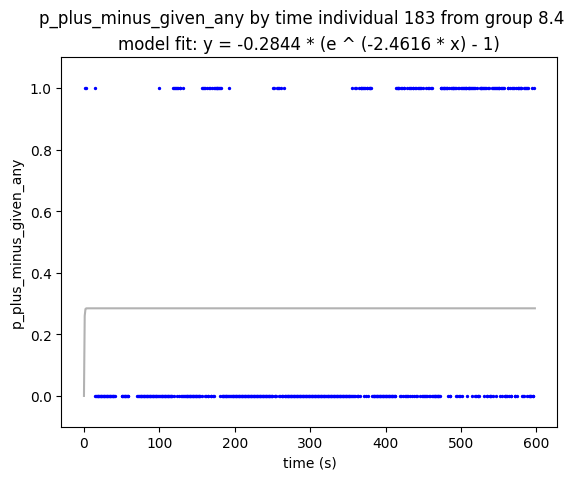 p_plus_minus_given_any by time individual 183 from group 8.4
model fit: y = -0.2844 * (e ^ (-2.4616 * x) - 1)
1.0
0.8
0.6
0.4
0.2
0.0
p_plus_minus_given_any
0 100 200 300 400 500 600
time (s)